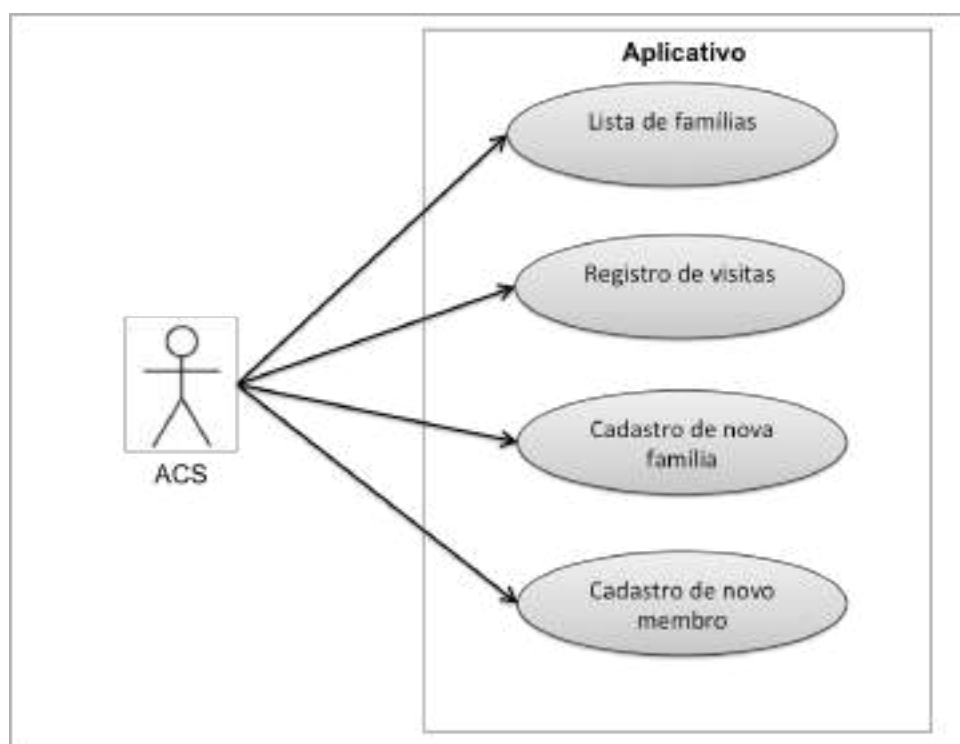 Aplicativo
Lista de famílias
Registro de visitas
Cadastro de nova
família
Cadastro de novo
membro
ACS